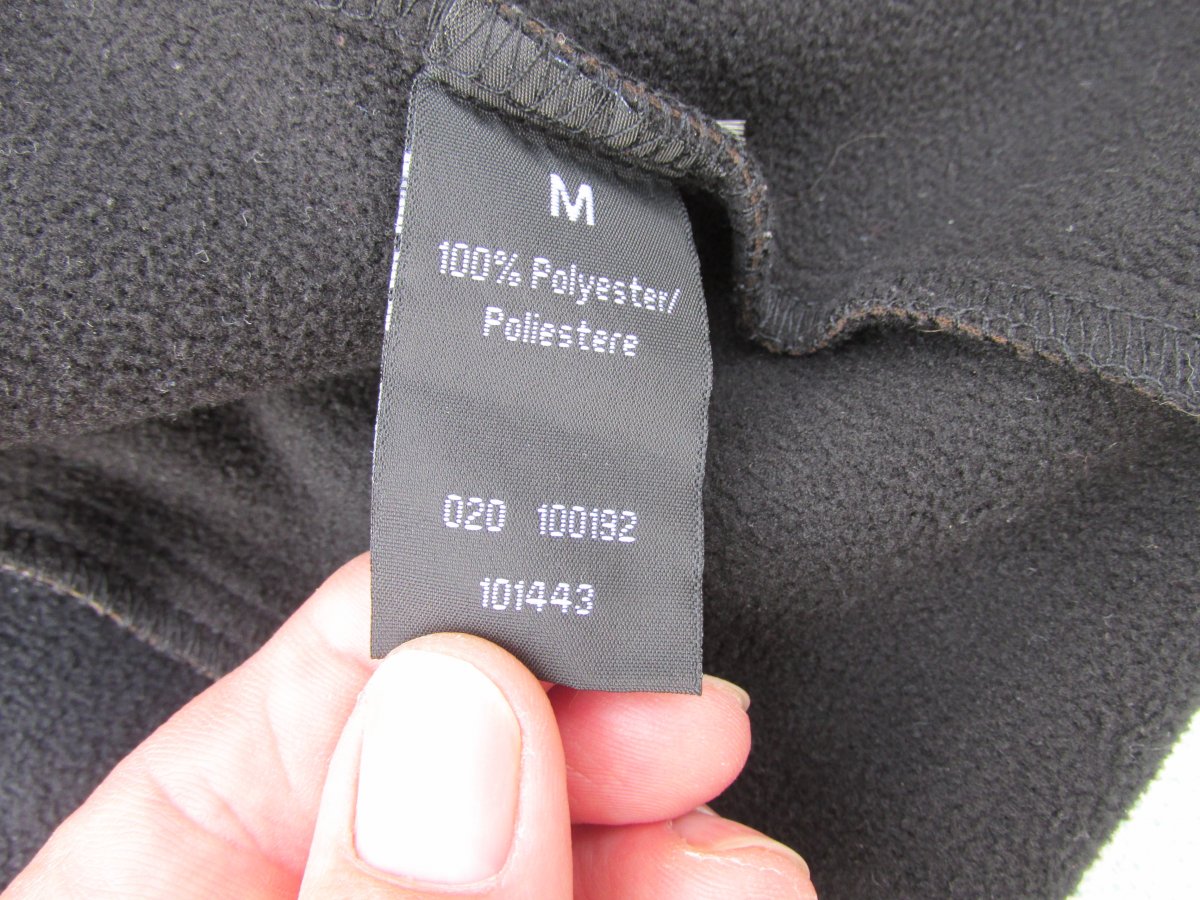 M
100% Polyester/
Poliestere
020 100192
101443